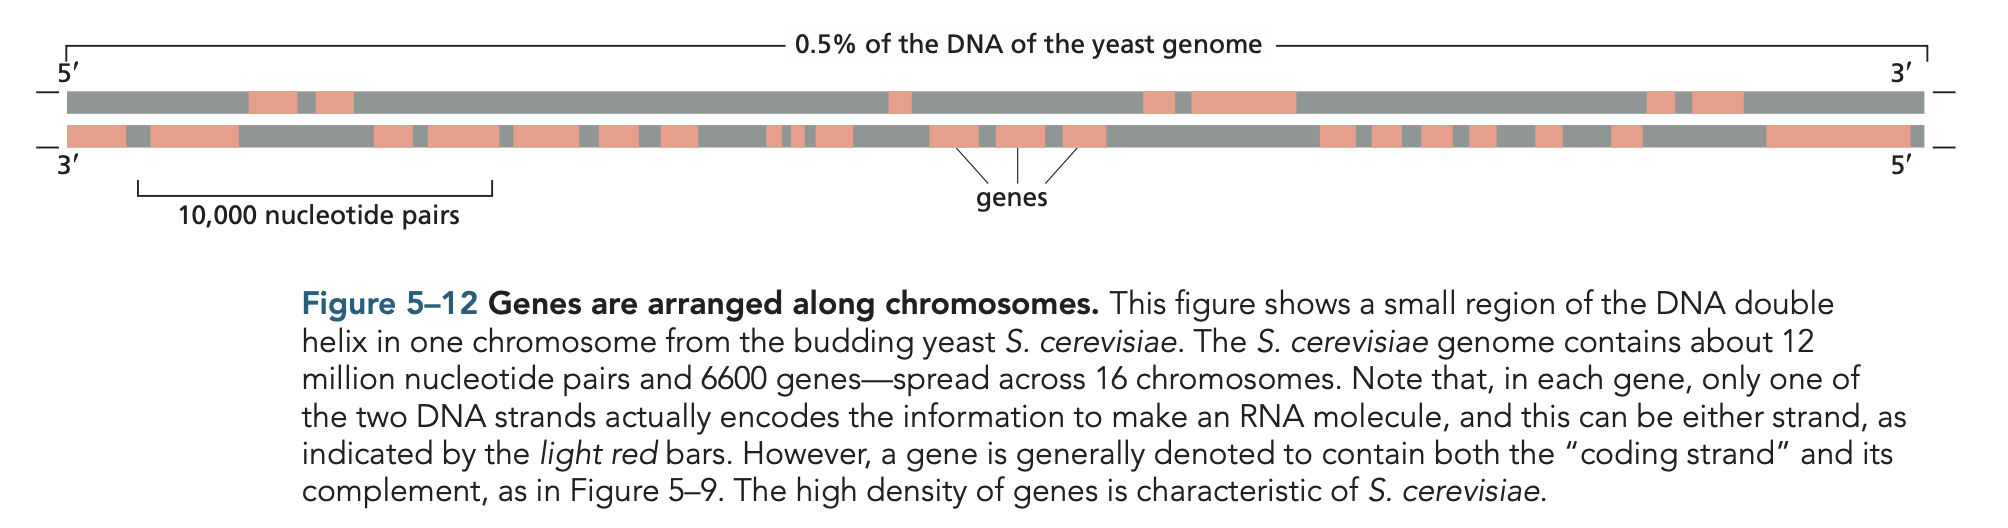 0.5% of the DNA of the yeast genome
5′ 3′
3′ 5′
genes
10,000 nucleotide pairs
Figure 5–12 Genes are arranged along chromosomes. This figure shows a small region of the DNA double
helix in one chromosome from the budding yeast S. cerevisiae. The S. cerevisiae genome contains about 12
million nucleotide pairs and 6600 genes—spread across 16 chromosomes. Note that, in each gene, only one of
the two DNA strands actually encodes the information to make an RNA molecule, and this can be either strand, as
indicated by the light red bars. However, a gene is generally denoted to contain both the “coding strand” and its
complement, as in Figure 5–9. The high density of genes is characteristic of S. cerevisiae.